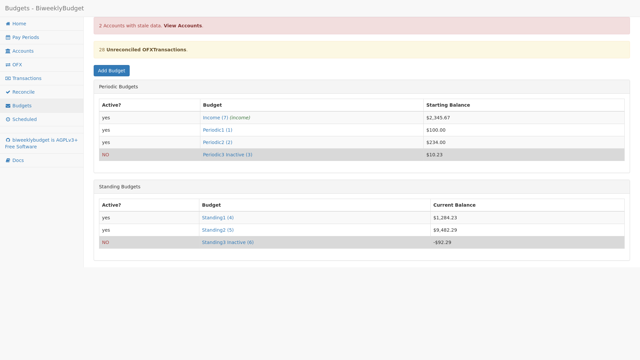 Budgets - BiweeklyBudget
Home
Pay Periods
Accounts
OFX
Transactions
Reconcile
Budgets
Scheduled
biweeklybudget is AGPLv3+
Free Software
Docs
2 Accounts with stale data. View Accounts.
28 Unreconciled OFXTransactions.
Add Budget
Periodic Budgets
Active? Budget Starting Balance
yes Income (7) (income) $2,345.67
yes Periodic1 (1) $100.00
yes Periodic2 (2) $234.00
NO Periodic3 Inactive (3) $10.23
Standing Budgets
Active? Budget Current Balance
yes Standing1 (4) $1,284.23
yes Standing2 (5) $9,482.29
NO Standing3 Inactive (6) -$92.29